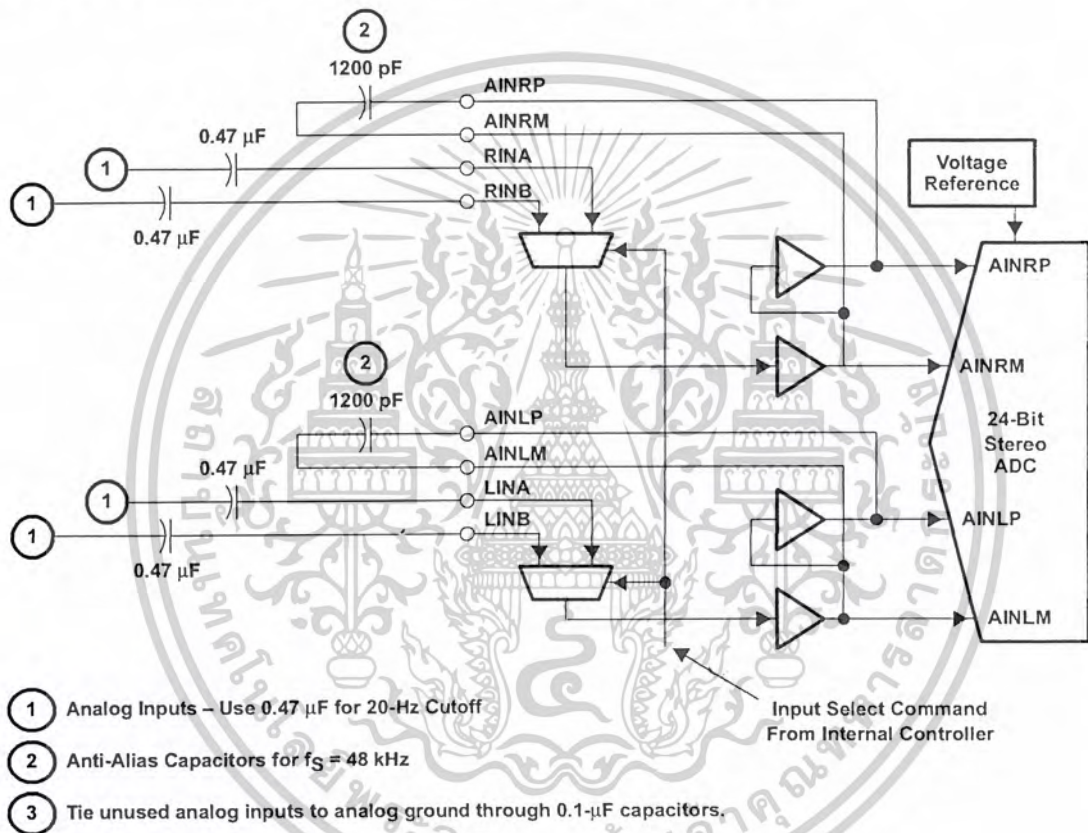 2
1200 pF
AINRP
AINRM
0.47 µF
1
RINA
RINB
1
0.47 µF
Voltage
Reference
AINRP
AINRM
2
1200 pF
AINLP
AINLM
24-Bit
Stereo
ADC
0.47 µF
1
LINA
LINB
1
0.47 µF
AINLP
AINLM
1 Analog Inputs – Use 0.47 µF for 20-Hz Cutoff
Input Select Command
From Internal Controller
2 Anti-Alias Capacitors for fS = 48 kHz
3 Tie unused analog inputs to analog ground through 0.1-µF capacitors.